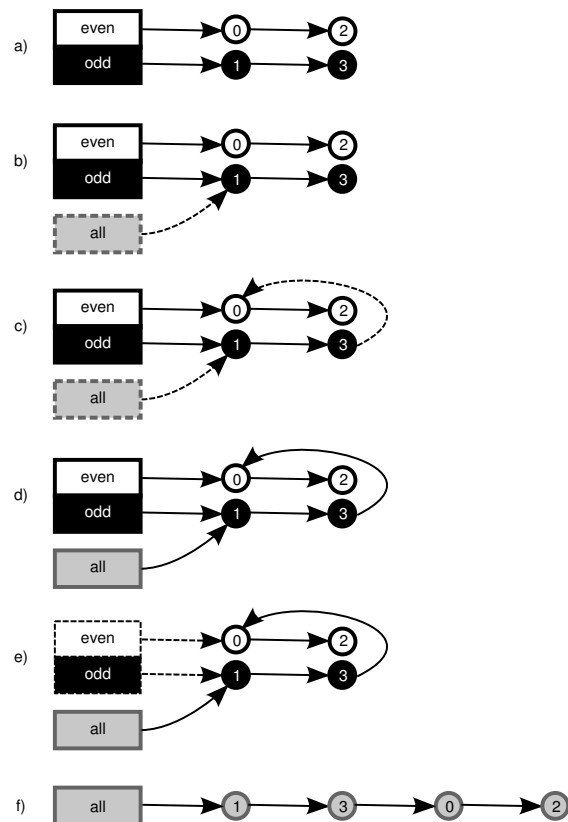 a) even 0 2
odd 1 3
b) even 0 2
odd 1 3
all
c) even 0 2
odd 1 3
all
d) even 0 2
odd 1 3
all
e) even 0 2
odd 1 3
all
f) all 1 3 0 2